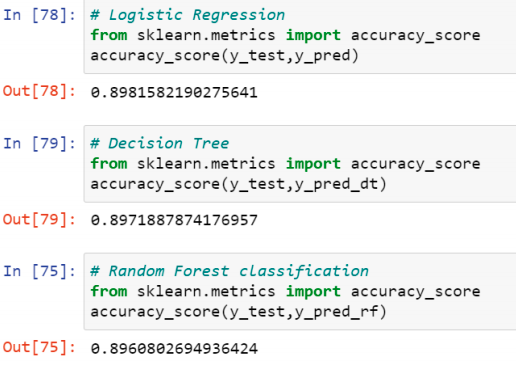 In [78]: # Logistic Regression
from sklearn.metrics import accuracy_score
accuracy_score(y_test,y_pred)
Out[78]: 0.8981582190275641
In [79]: # Decision Tree
from sklearn.metrics import accuracy_score
accuracy_score(y_test,y_pred_dt)
Out[79]: 0.8971887874176957
In [75]: # Random Forest classification
from sklearn.metrics import accuracy_score
accuracy_score(y_test,y_pred_rf)
Out[75]: 0.8960802694936424